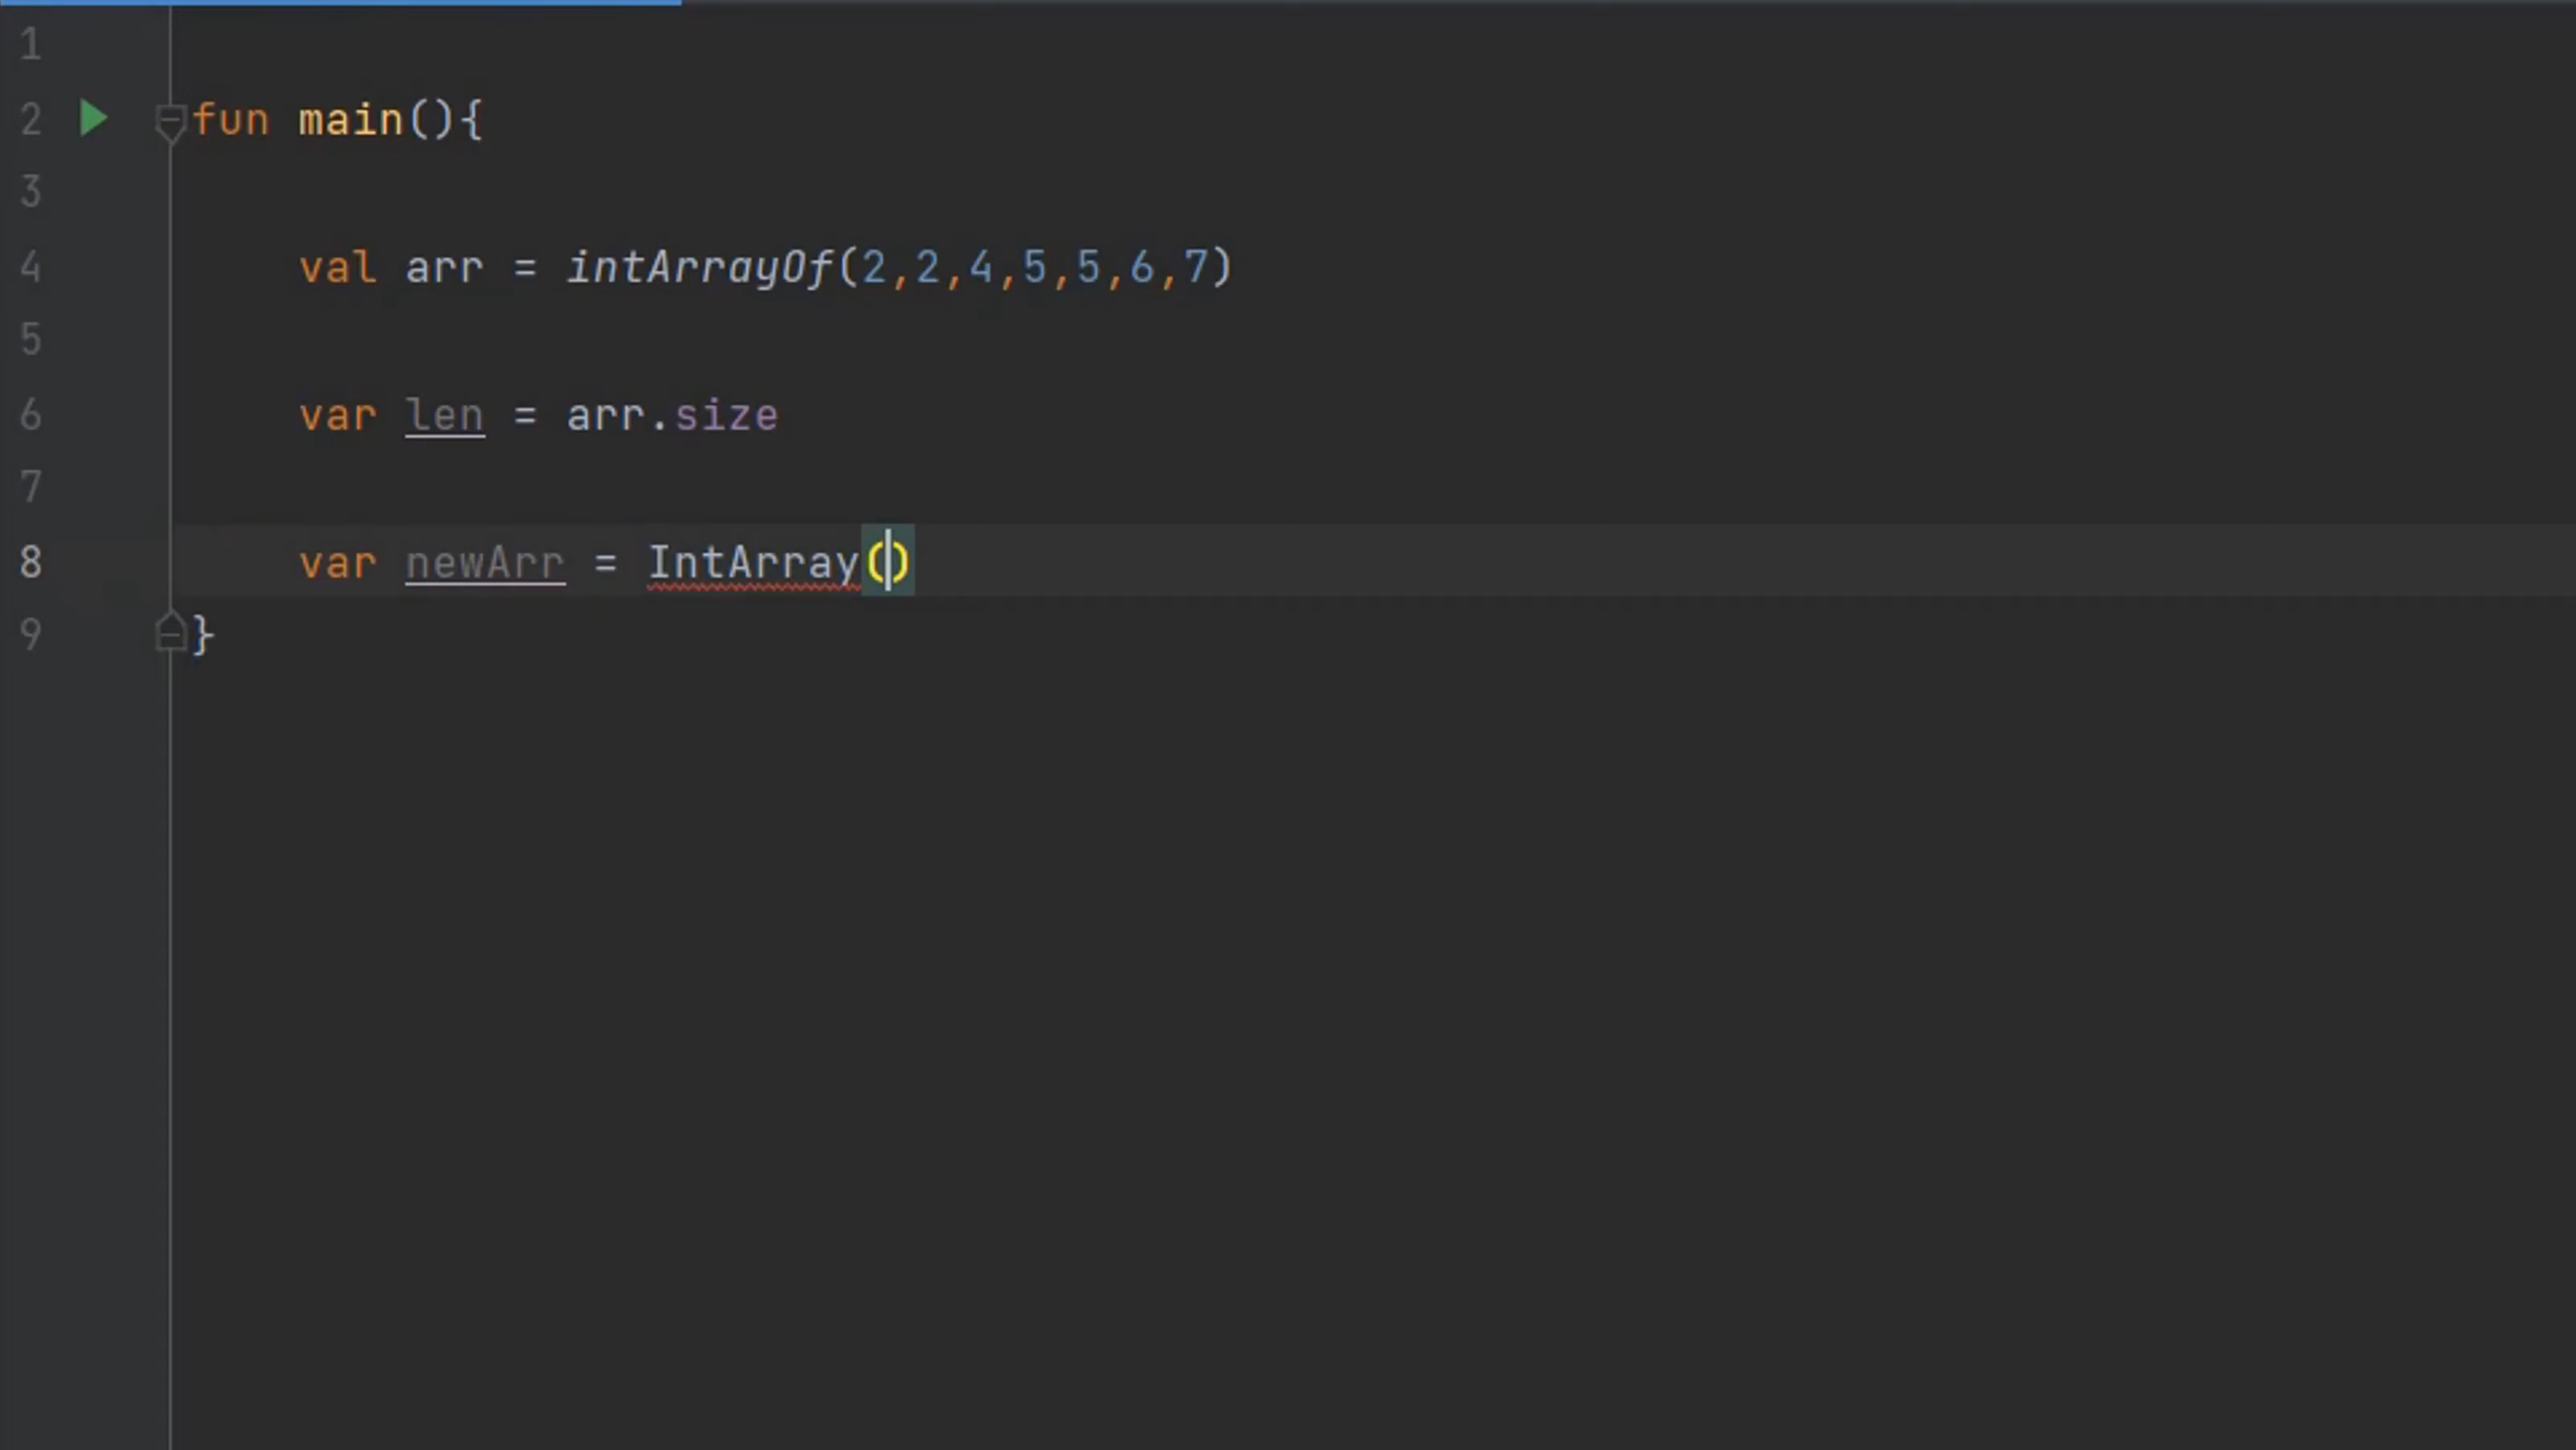 1
2 fun main(){
3
4 val arr = intArrayOf(2,2,4,5,5,6,7)
5
6 var len = arr.size
7
8 var newArr = IntArray()
9 }